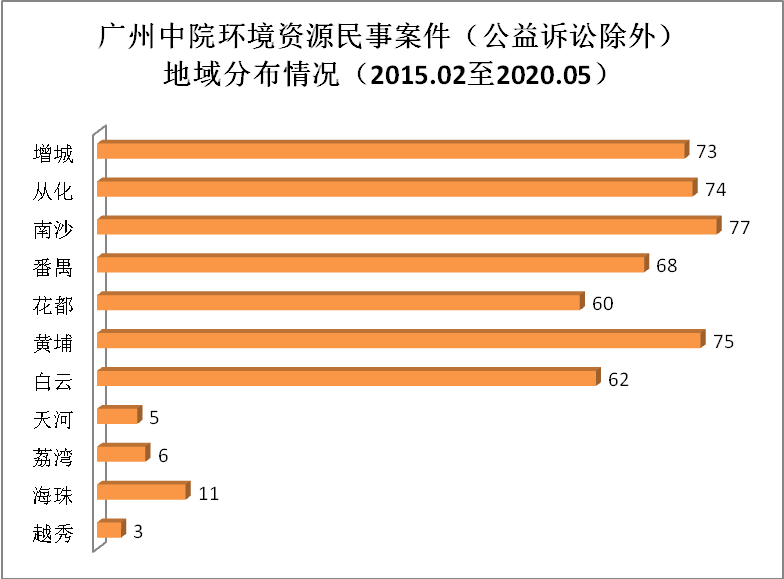 广州中院环境资源民事案件（公益诉讼除外）
地域分布情况（2015.02至2020.05）
增城 73
从化 74
南沙 77
番禺 68
花都 60
黄埔 75
白云 62
天河 5
荔湾 6
海珠 11
越秀 3